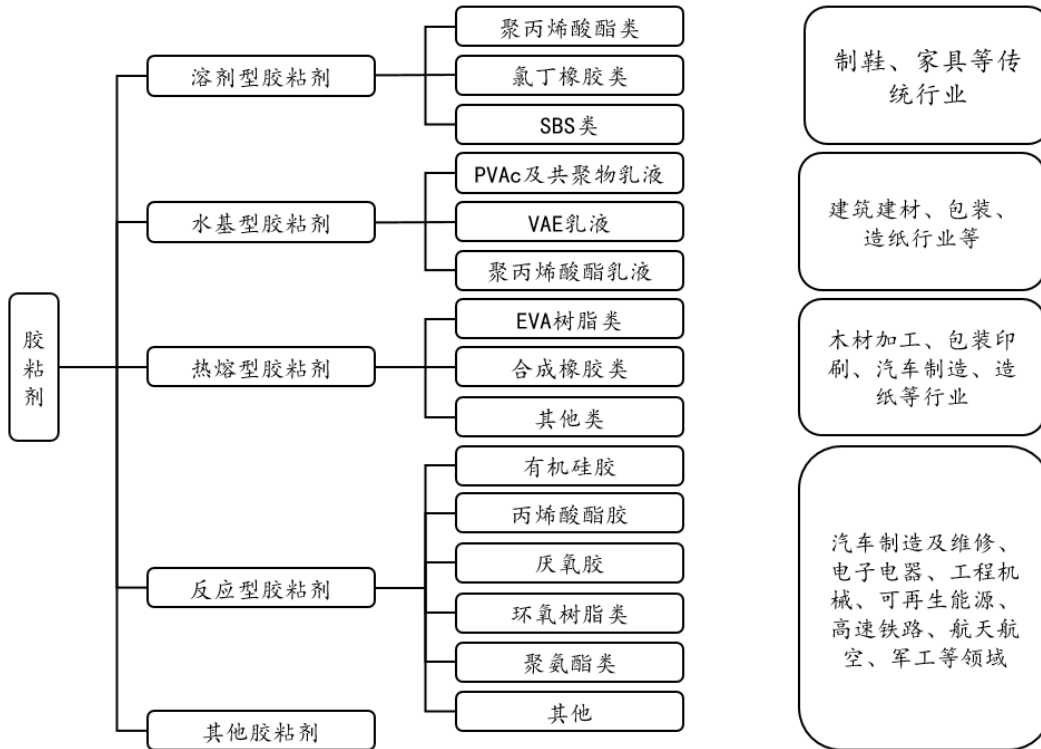 胶
粘
剂
溶剂型胶粘剂
聚丙烯酸酯类
氯丁橡胶类
SBS类
制鞋、家具等传
统行业
水基型胶粘剂
PVAc及共聚物乳液
VAE乳液
聚丙烯酸酯乳液
建筑建材、包装、
造纸行业等
热熔型胶粘剂
EVA树脂类
合成橡胶类
其他类
木材加工、包装印
刷、汽车制造、造
纸等行业
反应型胶粘剂
有机硅胶
丙烯酸酯胶
厌氧胶
环氧树脂类
聚氨酯类
其他
汽车制造及维修、
电子电器、工程机
械、可再生能源、
高速铁路、航天航
空、军工等领域
其他胶粘剂